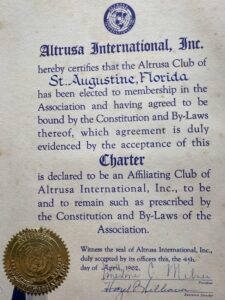 Altrusa International, Inc.
hereby certifies that the Altrusa Club of
St. Augustine, Florida
has been elected to membership in the
Association and having agreed to be
bound by the Constitution and By-Laws
thereof, which agreement is duly
evidenced by the acceptance of this
Charter
is declared to be an Affiliating Club of
Altrusa International, Inc., to be
and to remain such as prescribed by
the Constitution and By-Laws of the
Association.
Witness the seal of Altrusa International, Inc.,
duly accepted by its officers this, the 4th
day of April, 1962.
President